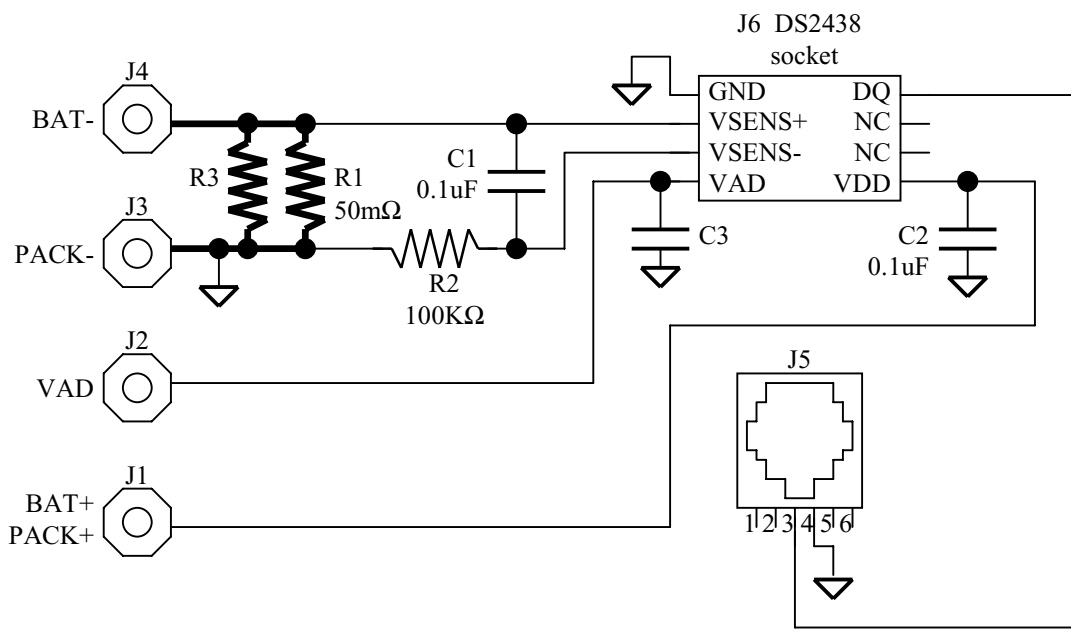 J6 DS2438
socket
J4
BAT-
GND
DQ
VSENS+
NC
VSENS-
NC
VAD
VDD
R3
R1
50mΩ
C1
0.1uF
J3
PACK-
R2
100KΩ
C3
C2
0.1uF
J2
VAD
J5
J1
BAT+
PACK+
1 2 3 4 5 6